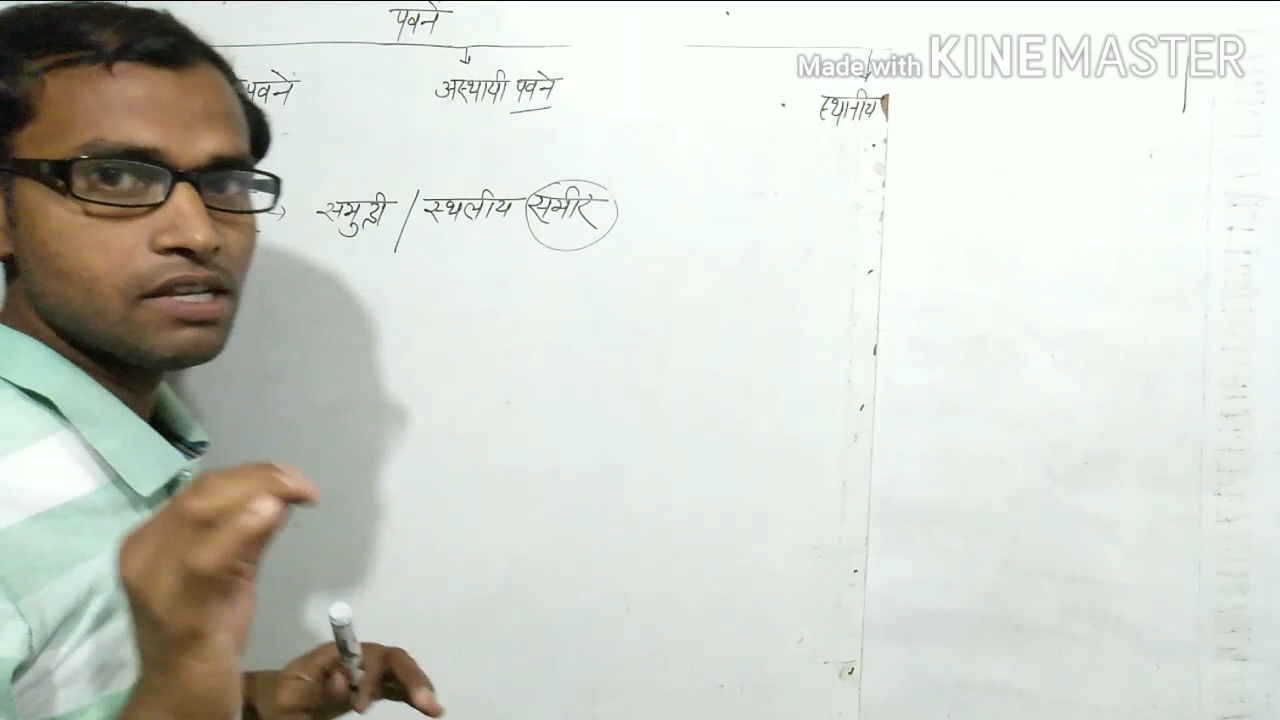 पवनें
Made with KINEMASTER
पवनें
अस्थायी पवने
स्थानीय
→ समुद्री / स्थलीय समीर